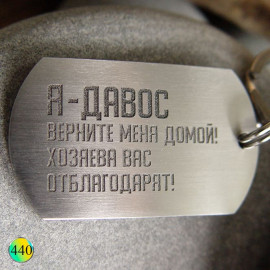 Я-ДАВОС
ВЕРНИТЕ МЕНЯ ДОМОЙ!
ХОЗЯЕВА ВАС
ОТБЛАГОДАРЯТ!
440